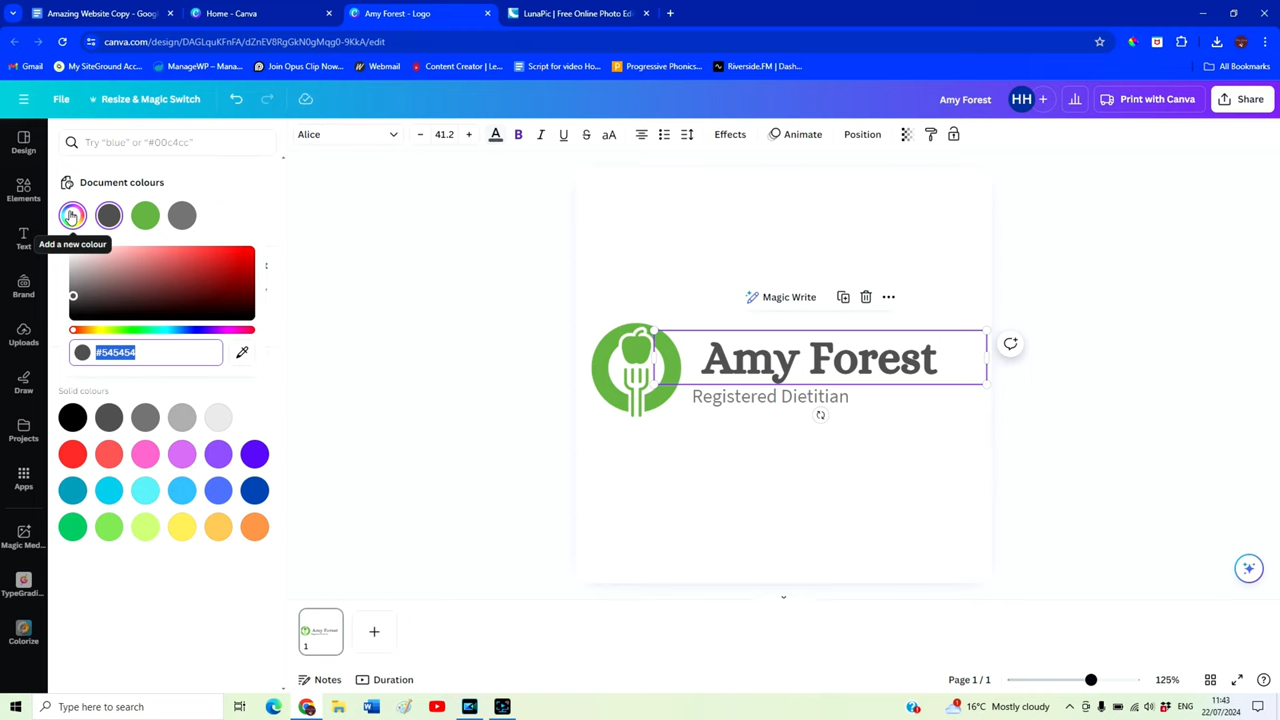 Amazing Website Copy - Goog
Home - Canva
Amy Forest - Logo
LunaPic | Free Online Photo Edi
canva.com/design/DAGLquKFnFA/dZnEV8RgGkN0gMqg0-9KkA/edit
Gmail
My SiteGround Acc...
ManageWP – Mana...
Join Opus Clip Now...
Webmail
Content Creator | Le...
Script for video Ho...
Progressive Phonics...
Riverside.FM | Dash...
All Bookmarks
File
Resize & Magic Switch
Amy Forest
HH
Print with Canva
Share
Design
Elements
Text
Brand
Uploads
Draw
Projects
Apps
Magic Med...
TypeGradi...
Colorize
Try "blue" or "#00c4cc"
Document colours
Add a new colour
#545454
Solid colours
Alice
41.2
A
B
I
U
S
aA
Effects
Animate
Position
Magic Write
Amy Forest
Registered Dietitian
Amy Forest
1
Notes
Duration
Page 1 / 1
125%
Type here to search
16°C Mostly cloudy
ENG
11:43
22/07/2024